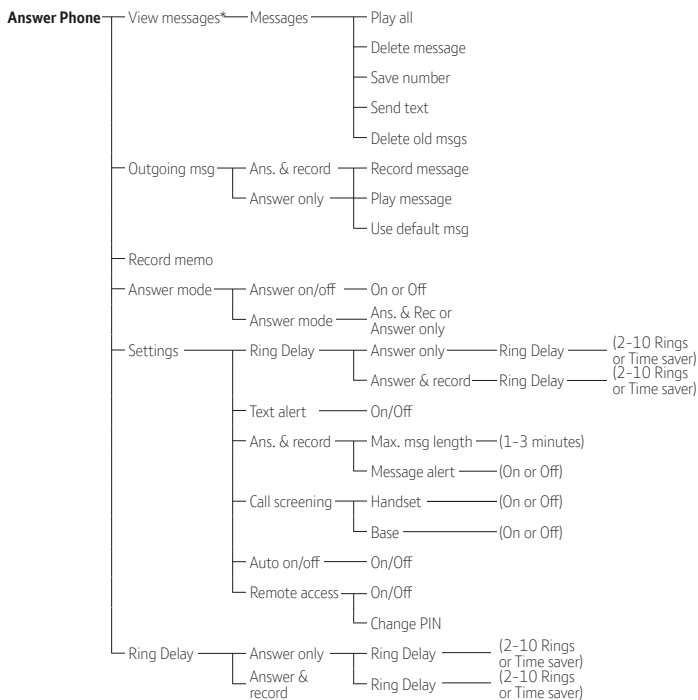 Answer Phone View messages* Messages Play all
Delete message
Save number
Send text
Delete old msgs
Outgoing msg Ans. & record Record message
Answer only Play message
Use default msg
Record memo
Answer mode Answer on/off On or Off
Answer mode Ans. & Rec or
Answer only
Settings Ring Delay Answer only Ring Delay (2-10 Rings
or Time saver)
Answer & record Ring Delay (2-10 Rings
or Time saver)
Text alert On/Off
Ans. & record Max. msg length (1-3 minutes)
Message alert (On or Off)
Call screening Handset (On or Off)
Base (On or Off)
Auto on/off On/Off
Remote access On/Off
Change PIN
Ring Delay Answer only Ring Delay (2-10 Rings
or Time saver)
Answer &
record Ring Delay (2-10 Rings
or Time saver)